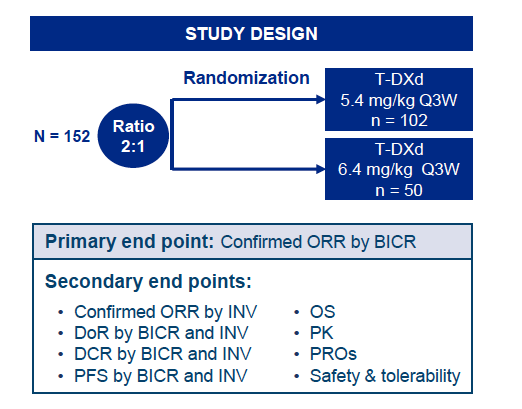 STUDY DESIGN
Randomization
N = 152
Ratio
2:1
T-DXd
5.4 mg/kg Q3W
n = 102
T-DXd
6.4 mg/kg  Q3W
n = 50
Primary end point: Confirmed ORR by BICR
Secondary end points:
• Confirmed ORR by INV
• DoR by BICR and INV
• DCR by BICR and INV
• PFS by BICR and INV
• OS
• PK
• PROs
• Safety & tolerability